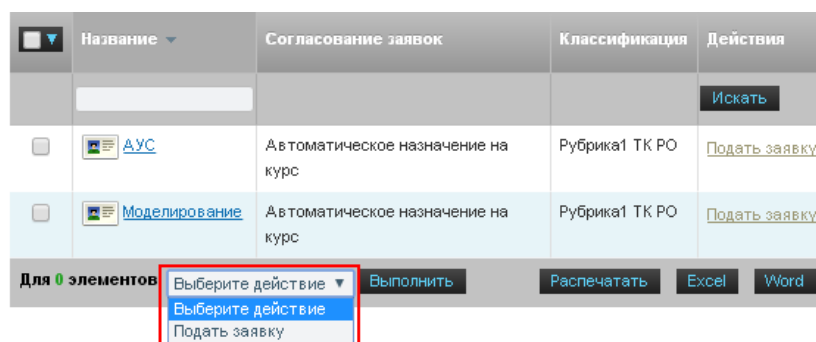 Название Согласование заявок Классификация Действия
Искать
АУС Автоматическое назначение на Рубрика1 ТК РО Подать заявку
курс
Моделирование Автоматическое назначение на Рубрика1 ТК РО Подать заявку
курс
Для 0 элементов Выберите действие Выполнить Распечатать Excel Word
Выберите действие
Подать заявку